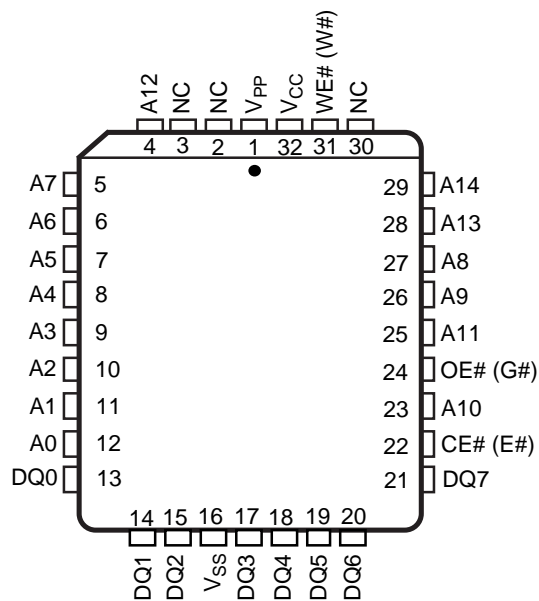 A12 NC NC VPP VCC WE# (W#) NC
4 3 2 1 32 31 30
A7 5 29 A14
A6 6 28 A13
A5 7 27 A8
A4 8 26 A9
A3 9 25 A11
A2 10 24 OE# (G#)
A1 11 23 A10
A0 12 22 CE# (E#)
DQ0 13 21 DQ7
14 15 16 17 18 19 20
DQ1 DQ2 VSS DQ3 DQ4 DQ5 DQ6